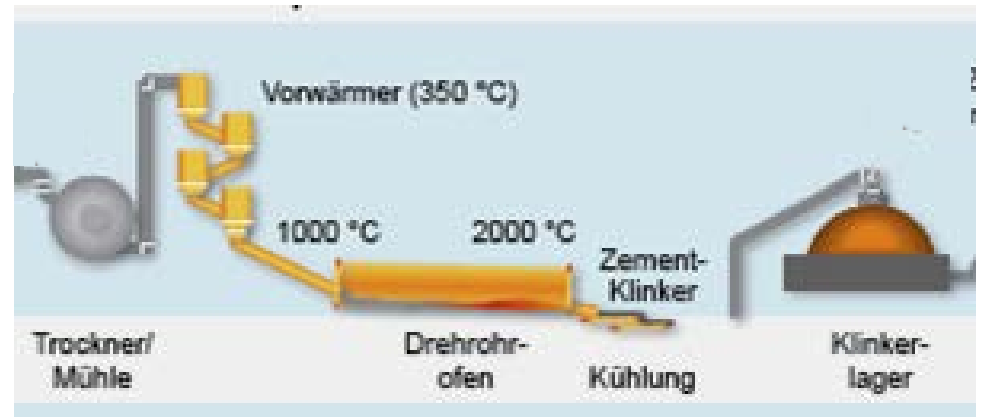 Vorwärmer (350 °C)
1000 °C
2000 °C
Zement-
Klinker
Trockner/
Mühle
Drehrohr-
ofen
Kühlung
Klinker-
lager